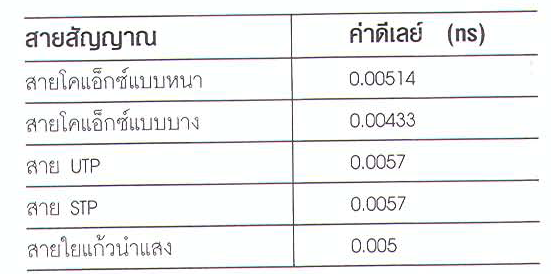 สายสัญญาณ ค่าดีเลย์ (ns)
สายโคแอ็กซ์แบบหนา 0.00514
สายโคแอ็กซ์แบบบาง 0.00433
สาย UTP 0.0057
สาย STP 0.0057
สายใยแก้วนำแสง 0.005